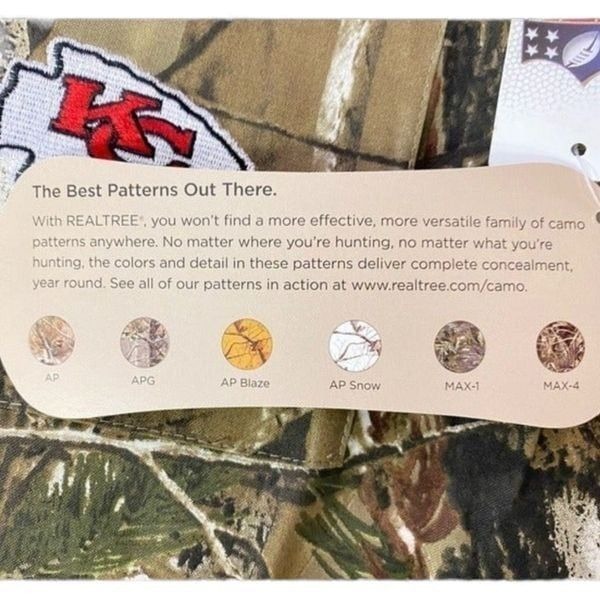 KC
The Best Patterns Out There.
With REALTREE®, you won't find a more effective, more versatile family of camo
patterns anywhere. No matter where you're hunting, no matter what you're
hunting, the colors and detail in these patterns deliver complete concealment,
year round. See all of our patterns in action at www.realtree.com/camo.
AP APG AP Blaze AP Snow MAX-1 MAX-4